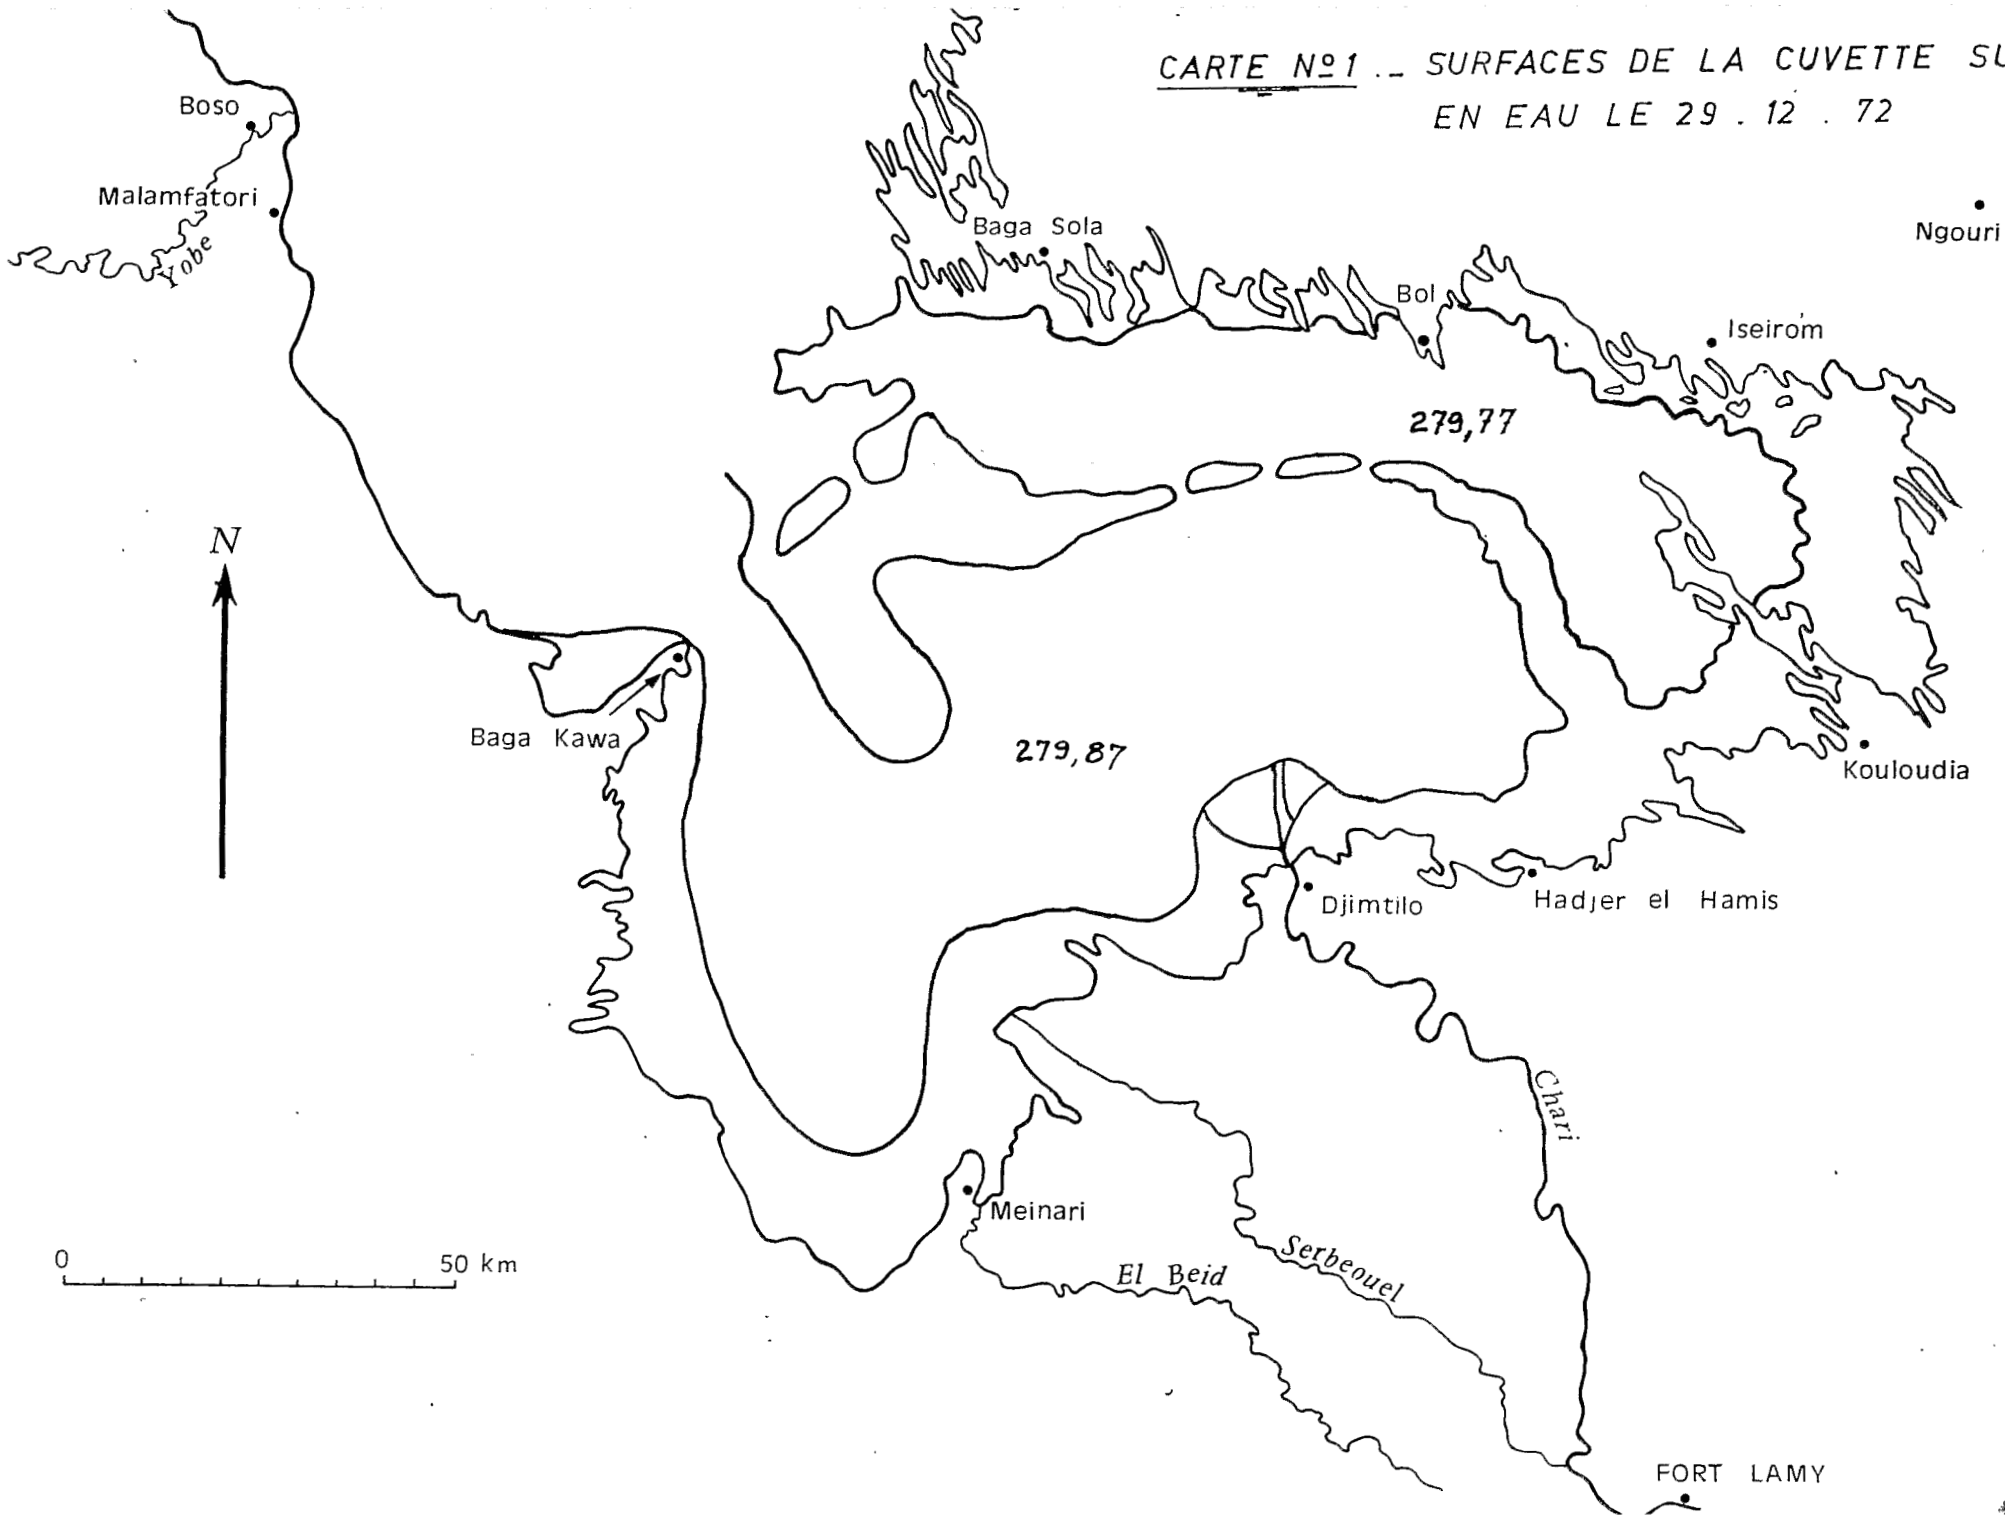 CARTE Nº1 _ SURFACES DE LA CUVETTE
EN EAU LE 29 . 12 . 72
Boso
Malamfatori
Yobe
Baga Sola
Ngouri
Bol
Iseirom
279,77
N
Baga Kawa
279,87
Kouloudia
Djimtilo
Hadjer el Hamis
Chari
Meinari
Serbeouel
El Beid
0
50 km
FORT LAMY